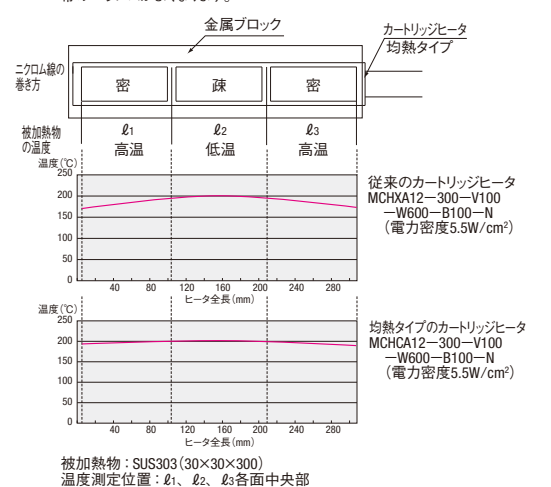 金属ブロック
カートリッジヒータ
均熱タイプ
ニクロム線の
巻き方
密 疎 密
被加熱物
の温度
ℓ1 ℓ2 ℓ3
高温 低温 高温
温度(℃)
250
200
150
100
50
40 80 120 160 200 240 280
ヒータ全長(mm)
従来のカートリッジヒータ
MCHXA12−300−V100
−W600−B100−N
(電力密度5.5W/cm²)
温度(℃)
250
200
150
100
50
40 80 120 160 200 240 280
ヒータ全長(mm)
均熱タイプのカートリッジヒータ
MCHCA12−300−V100
−W600−B100−N
(電力密度5.5W/cm²)
被加熱物:SUS303(30×30×300)
温度測定位置:ℓ1、ℓ2、ℓ3各面中央部